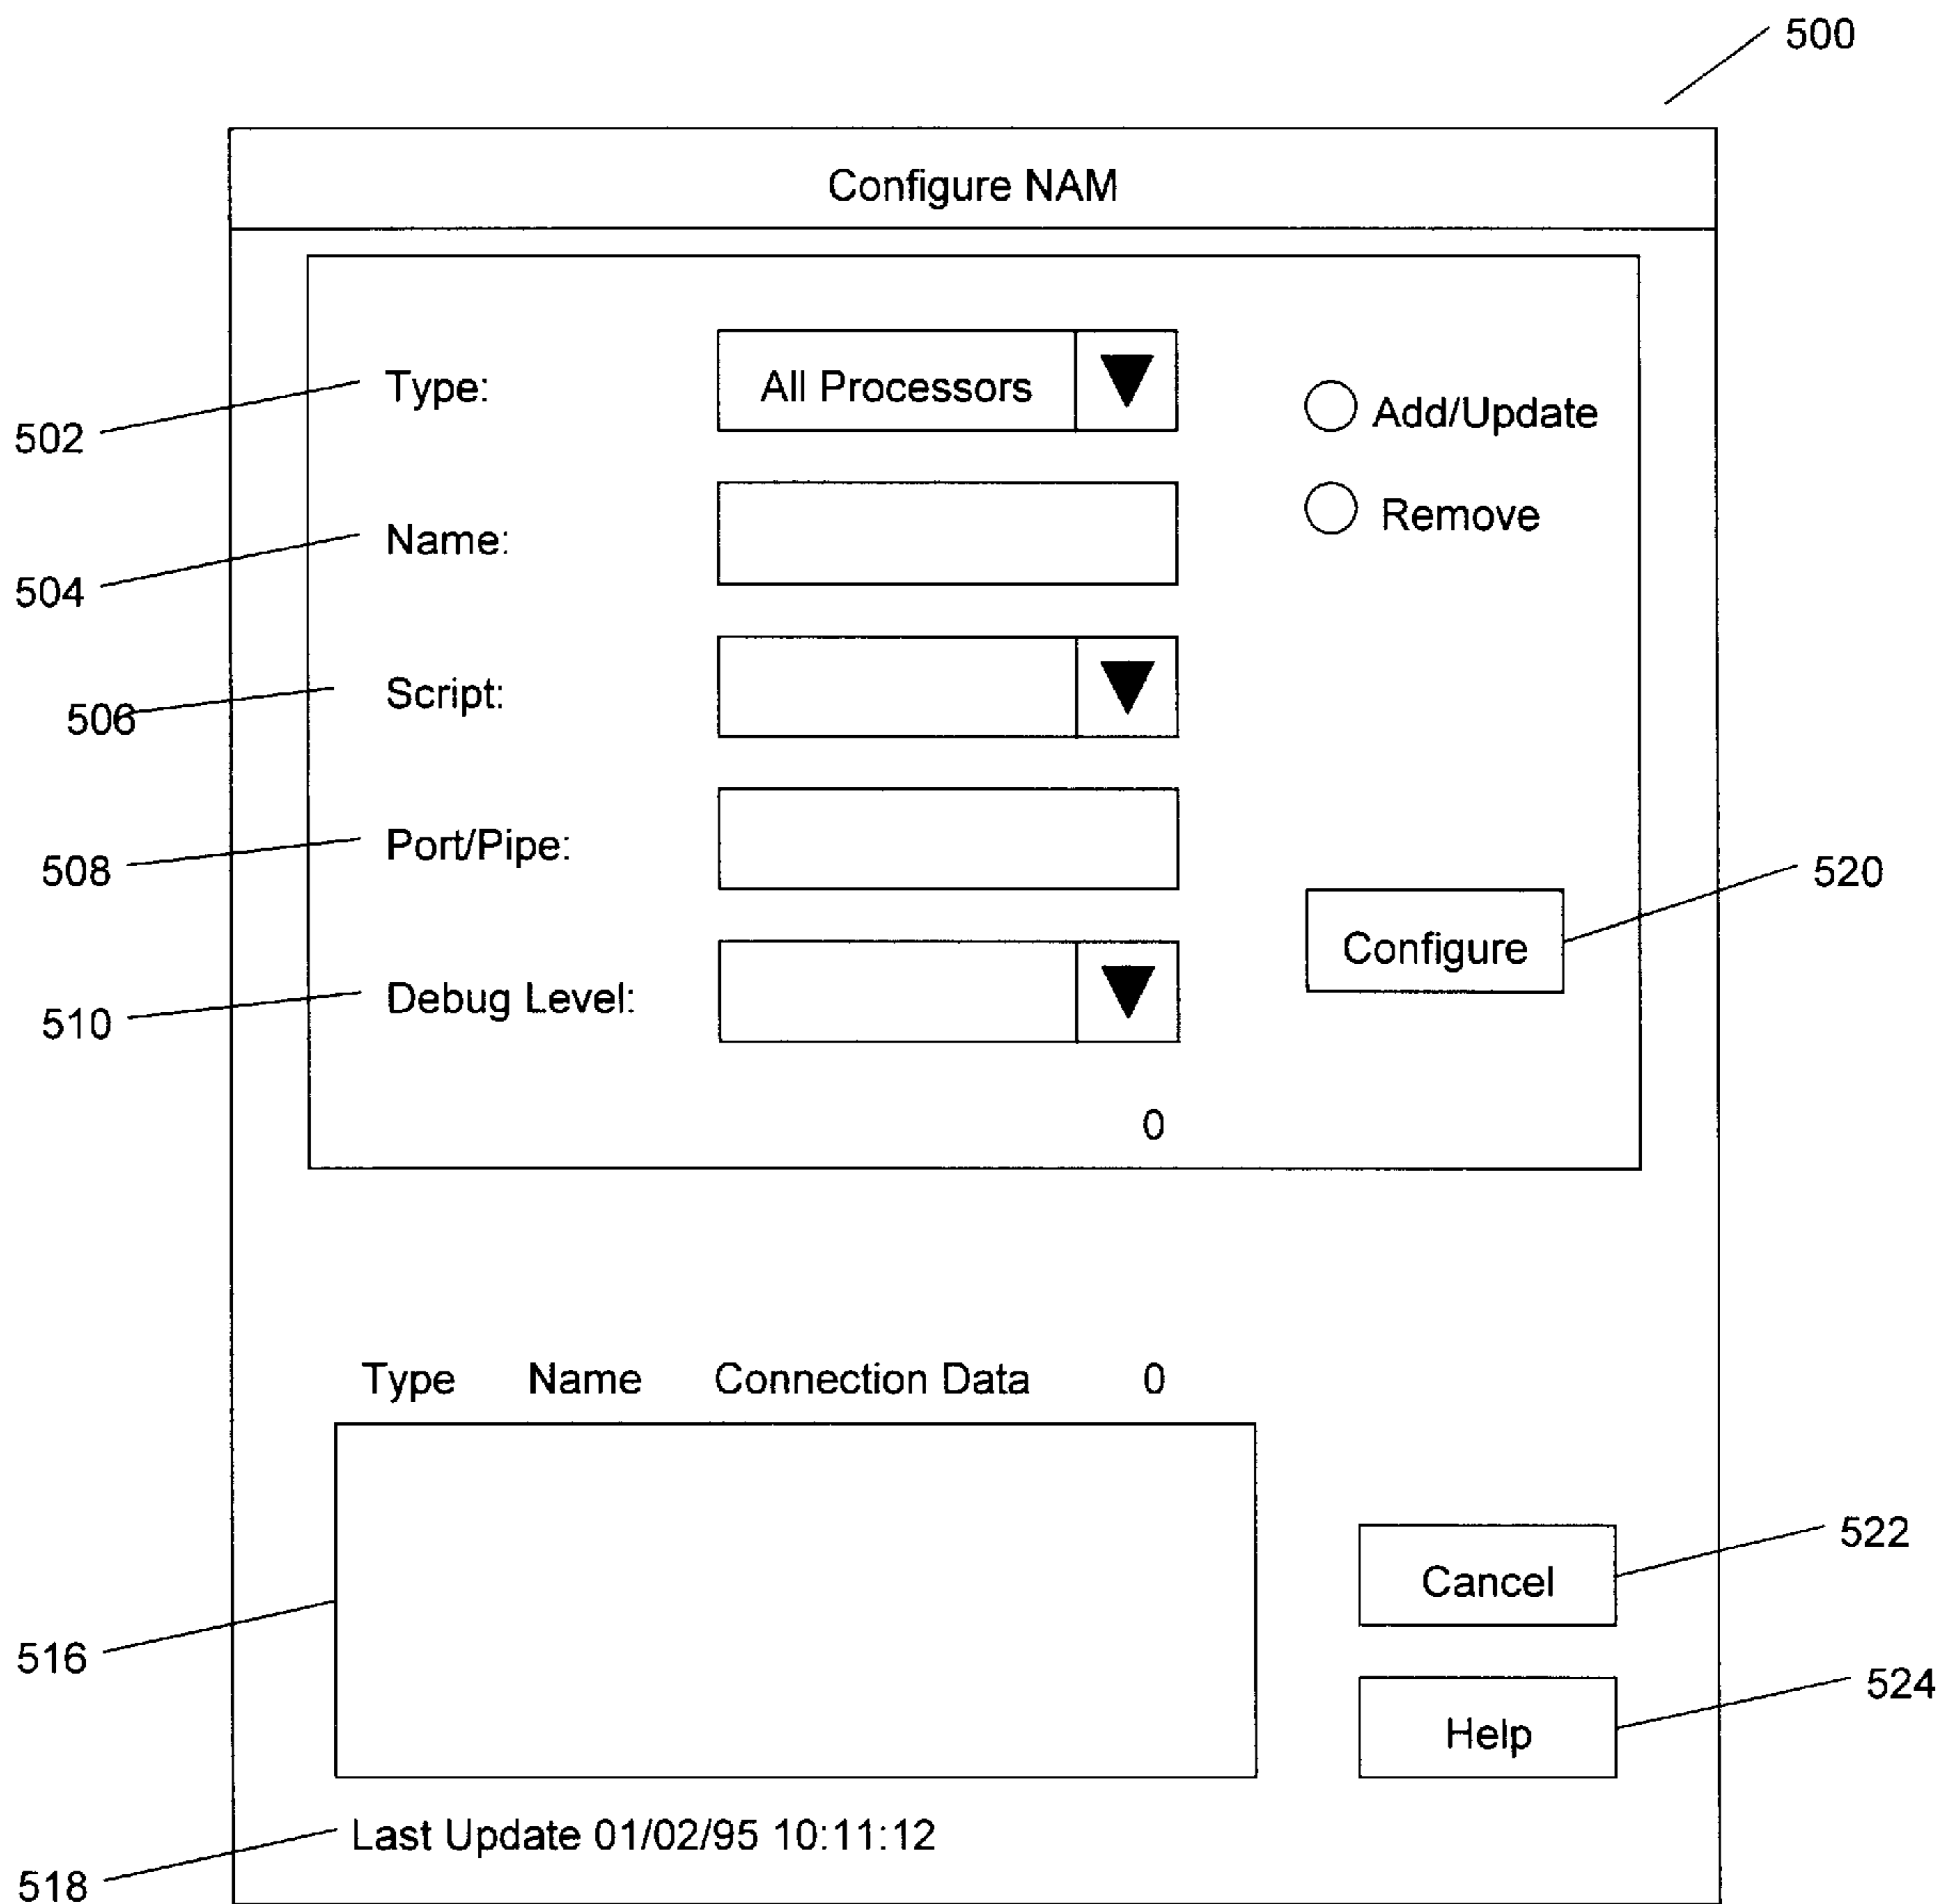 500
Configure NAM
Type: All Processors
Add/Update
502
Name:
Remove
504
Script:
506
Port/Pipe:
508
520
Configure
Debug Level:
510
0
Type Name Connection Data 0
522
Cancel
516
524
Help
Last Update 01/02/95 10:11:12
518